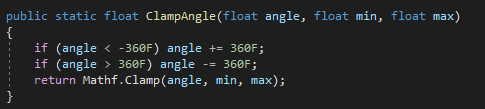 public static float ClampAngle(float angle, float min, float max)
{
    if (angle < -360F) angle += 360F;
    if (angle > 360F) angle -= 360F;
    return Mathf.Clamp(angle, min, max);
}